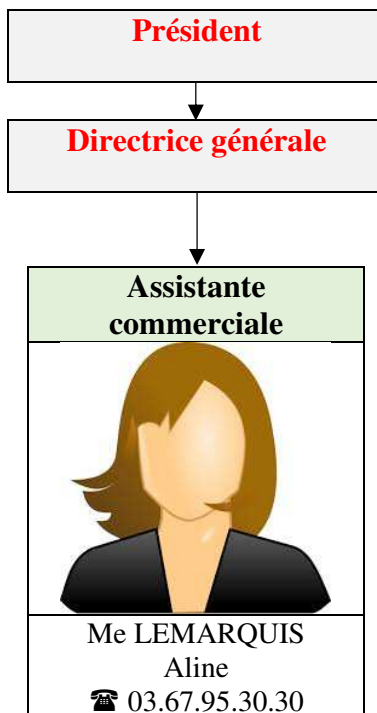 Président
Directrice générale
Assistante
commerciale
Me LEMARQUIS
Aline
☎ 03.67.95.30.30